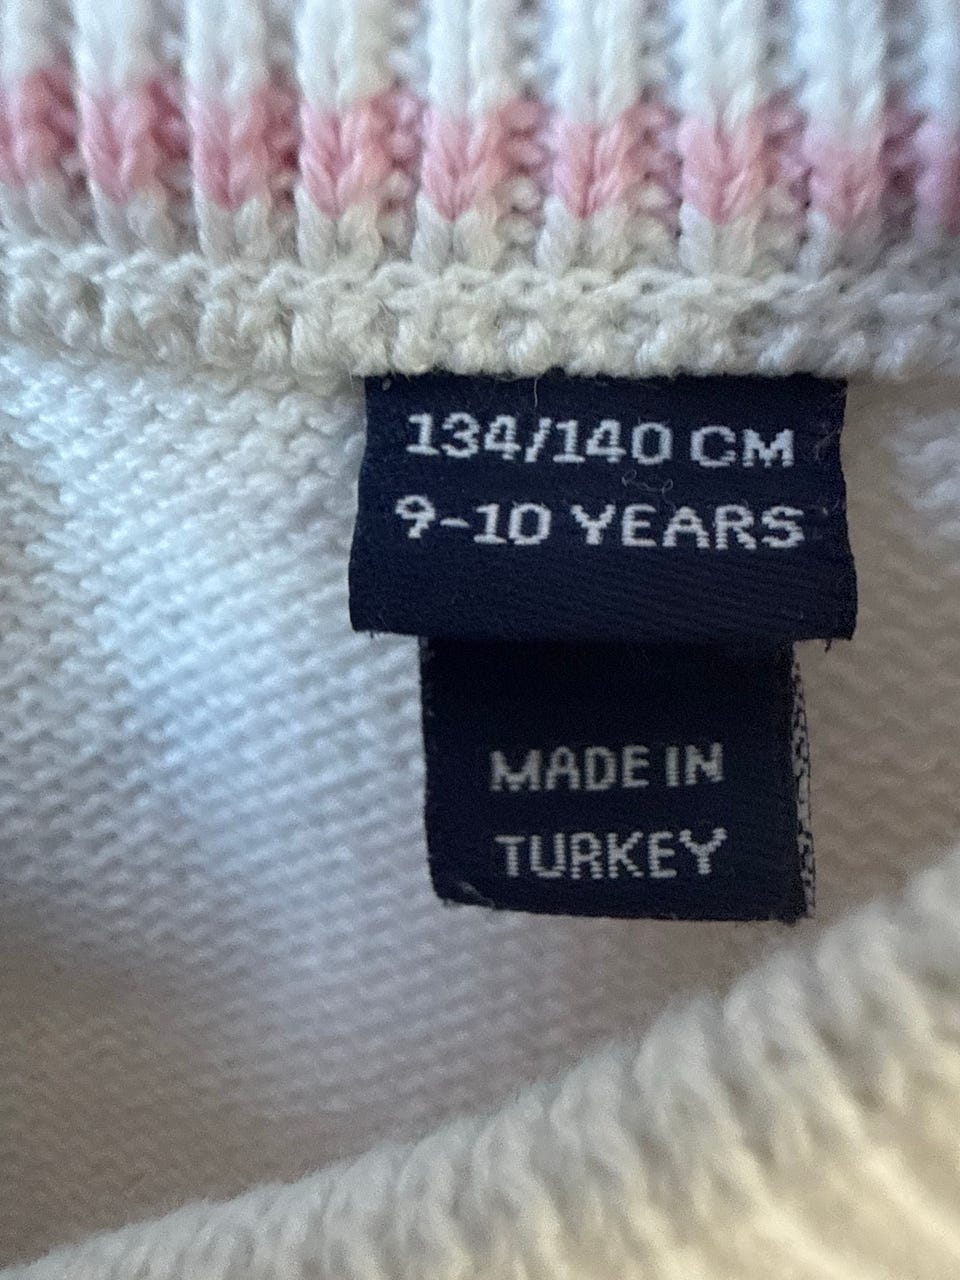 134/140 CM
9-10 YEARS
MADE IN
TURKEY